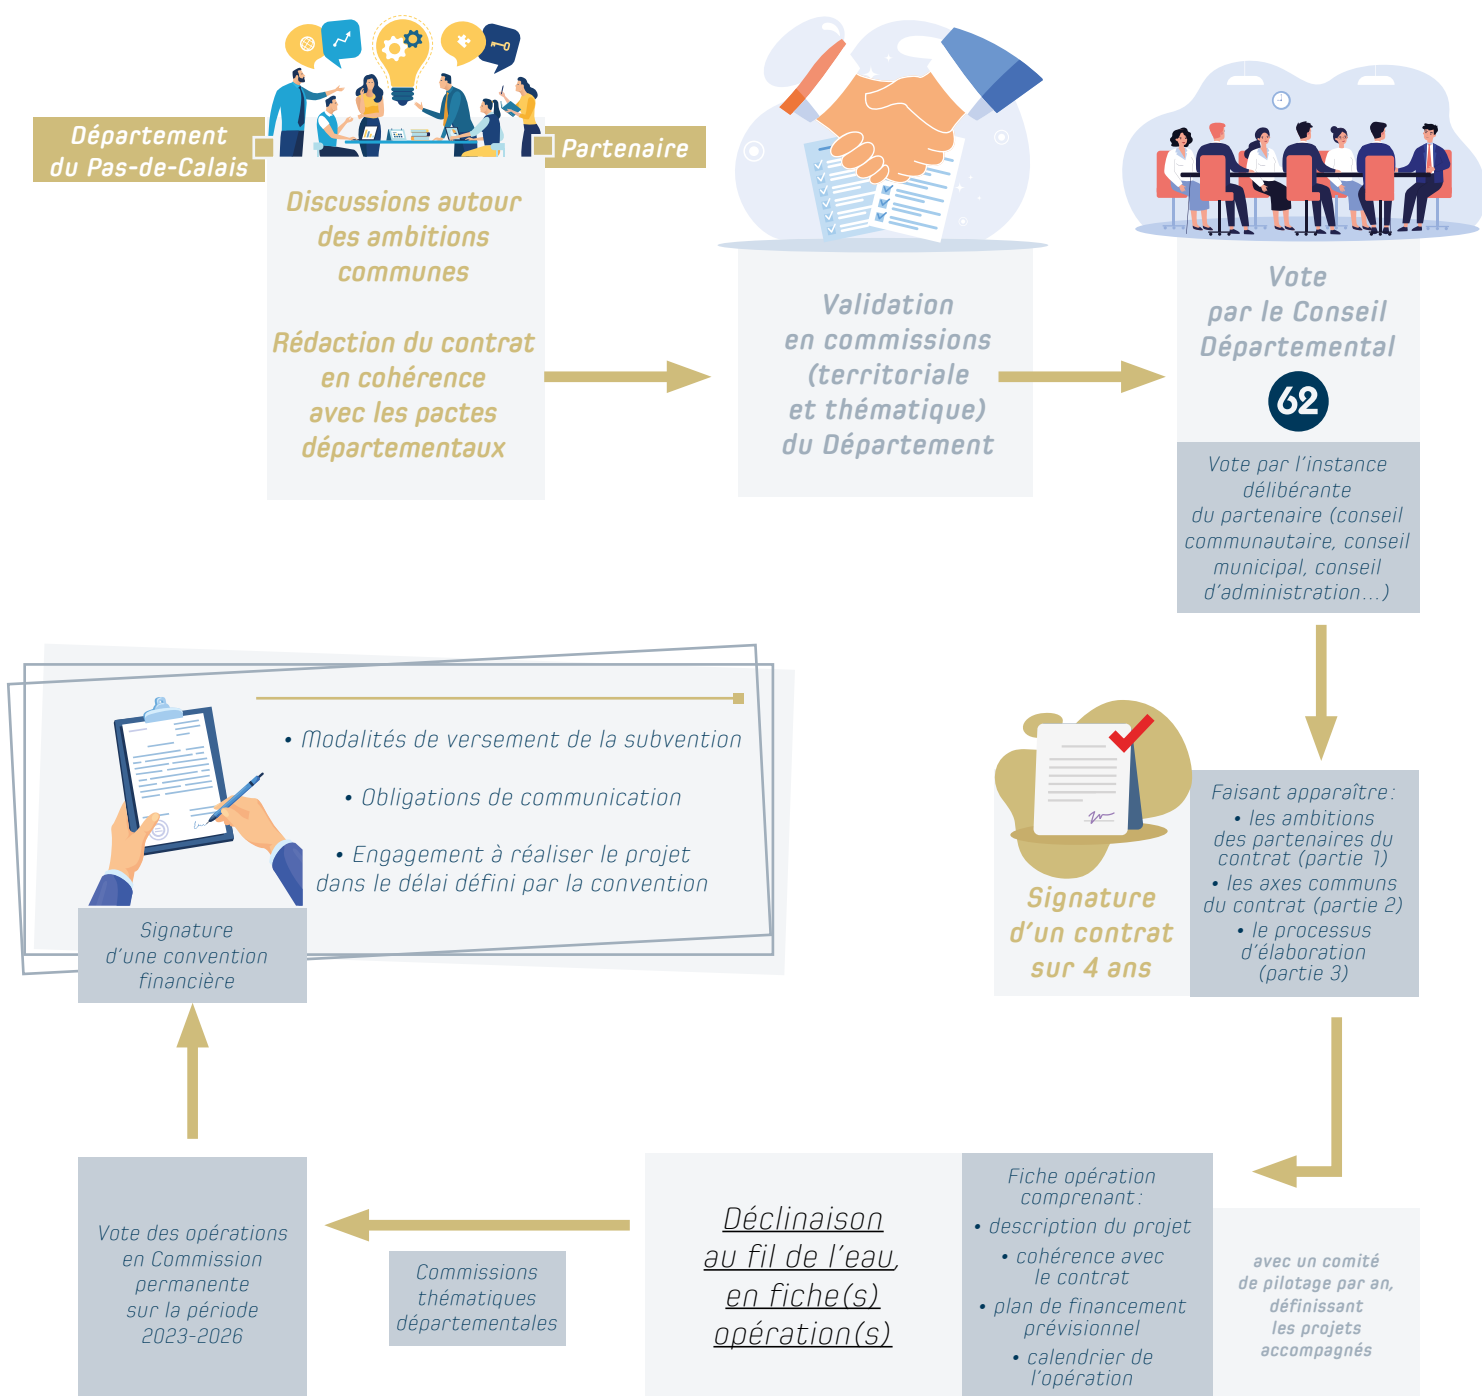 Département
du Pas-de-Calais
Partenaire
Discussions autour
des ambitions
communes
Rédaction du contrat
en cohérence
avec les pactes
départementaux
Validation
en commissions
(territoriale
et thématique)
du Département
Vote
par le Conseil
Départemental
62
Vote par l'instance
délibérante
du partenaire (conseil
communautaire, conseil
municipal, conseil
d'administration...)
Signature
d'un contrat
sur 4 ans
Faisant apparaître :
• les ambitions
des partenaires du
contrat (partie 1)
• les axes communs
du contrat (partie 2)
• le processus
d'élaboration
(partie 3)
avec un comité
de pilotage par an,
définissant
les projets
accompagnés
Déclinaison
au fil de l'eau,
en fiche(s)
opération(s)
Fiche opération
comprenant :
• description du projet
• cohérence avec
le contrat
• plan de financement
prévisionnel
• calendrier de
l'opération
Commissions
thématiques
départementales
Vote des opérations
en Commission
permanente
sur la période
2023-2026
Signature
d'une convention
financière
• Modalités de versement de la subvention
• Obligations de communication
• Engagement à réaliser le projet
dans le délai défini par la convention